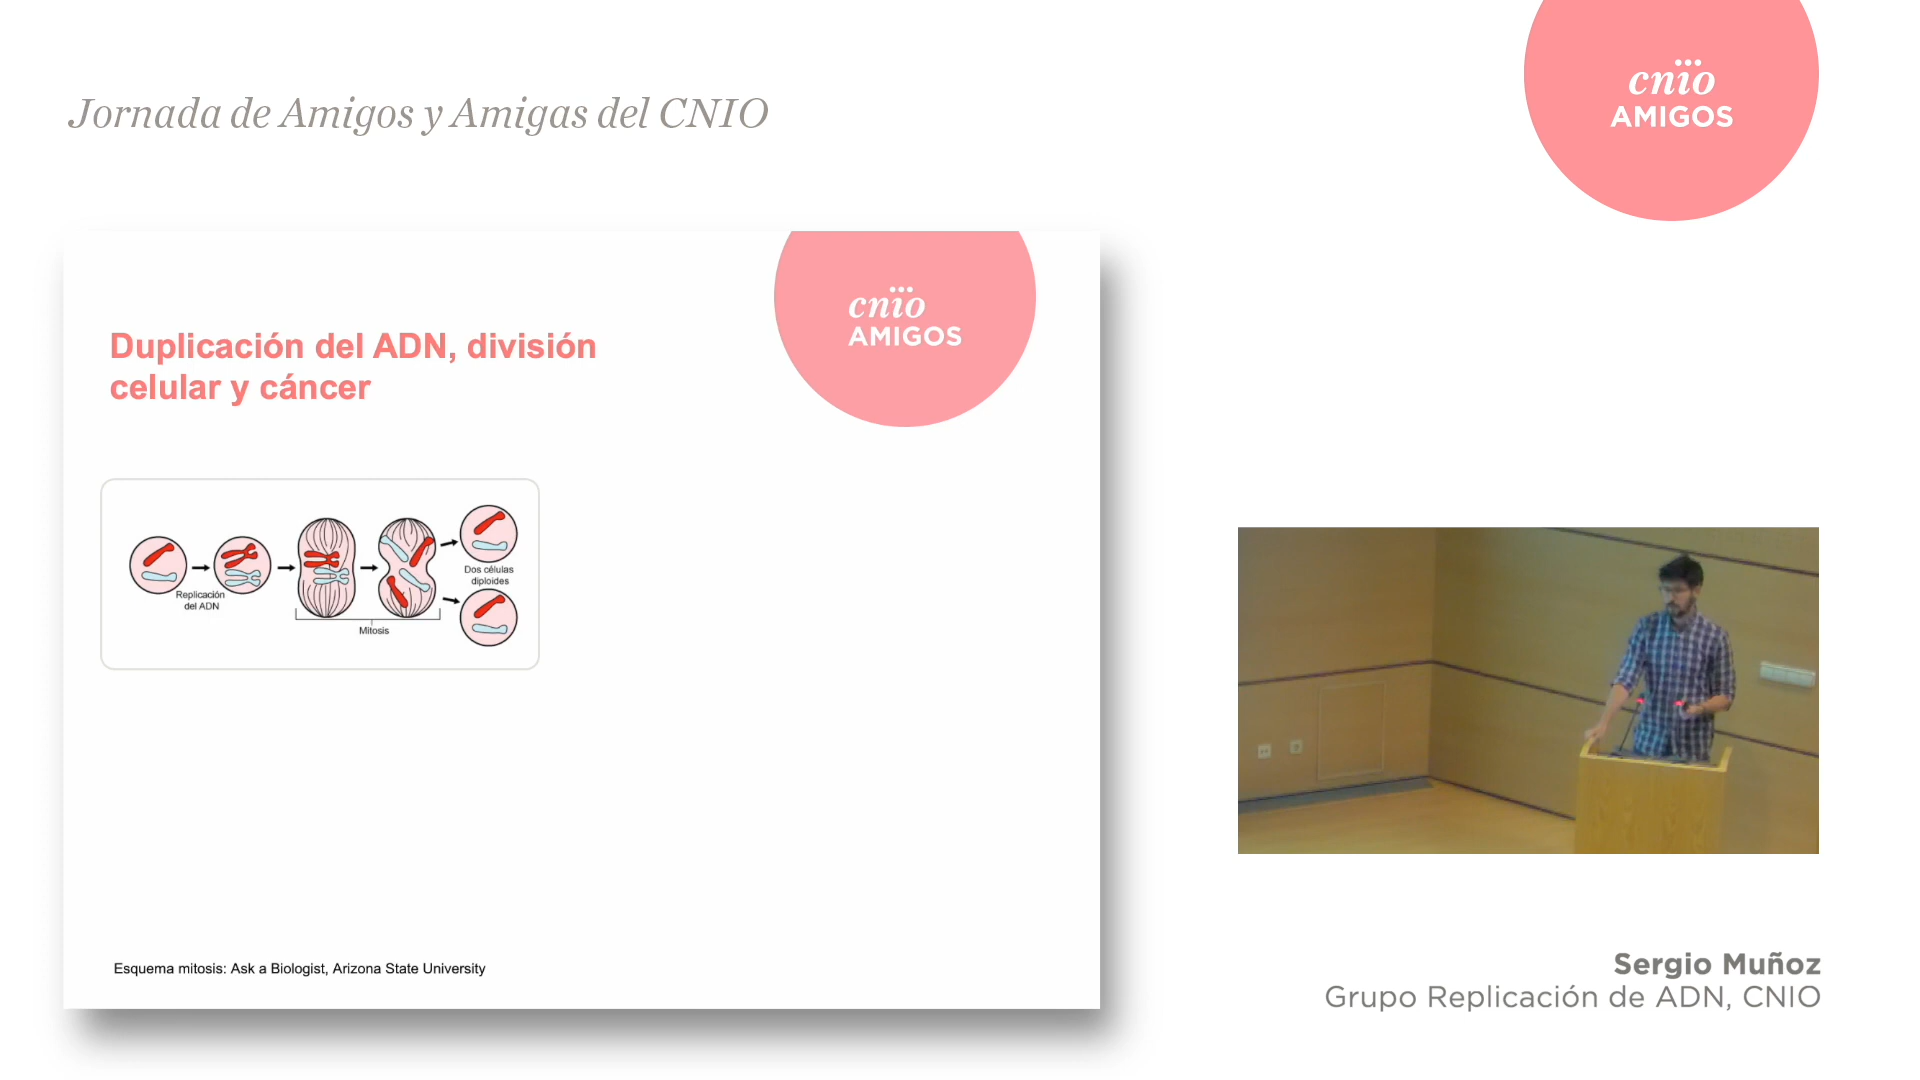 Jornada de Amigos y Amigas del CNIO
cnio
AMIGOS
cnio
AMIGOS
Duplicación del ADN, división
celular y cáncer
Replicación
del ADN
Mitosis
Dos células
diploides
Esquema mitosis: Ask a Biologist, Arizona State University
Sergio Muñoz
Grupo Replicación de ADN, CNIO